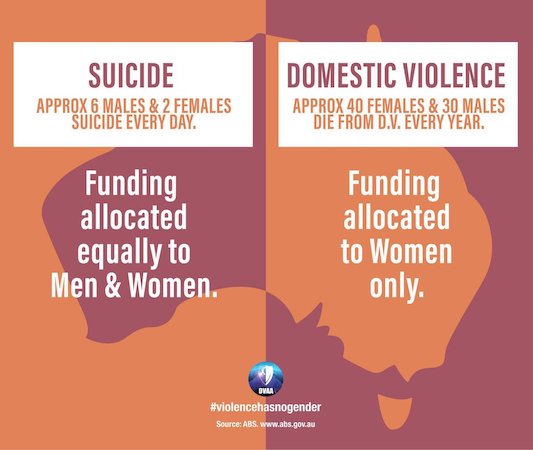 SUICIDE
APPROX 6 MALES & 2 FEMALES
SUICIDE EVERY DAY.
Funding
allocated
equally to
Men & Women.
DOMESTIC VIOLENCE
APPROX 40 FEMALES & 30 MALES
DIE FROM D.V. EVERY YEAR.
Funding
allocated
to Women
only.
DVAA
#violencehasnogender
Source: ABS. www.abs.gov.au